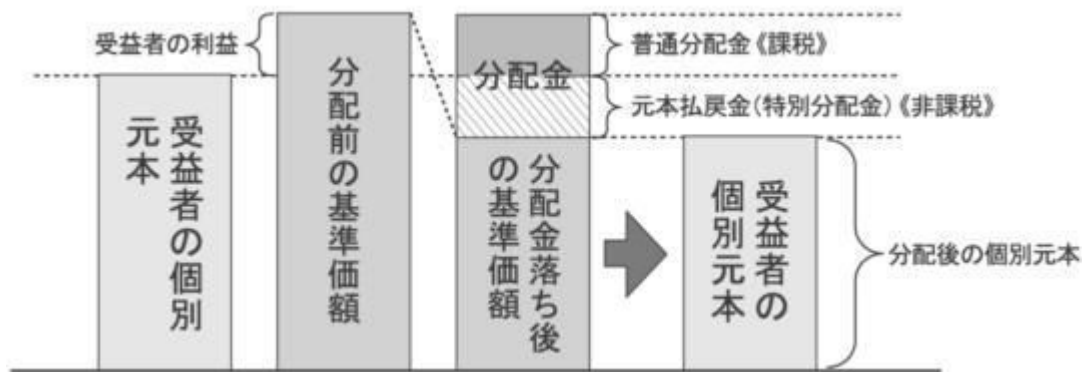 受益者の利益
受益者の個別
元本
分配前の基準価額
分配金
分配金落ち後
の基準価額
普通分配金《課税》
元本払戻金(特別分配金)《非課税》
受益者の
個別元本
分配後の個別元本